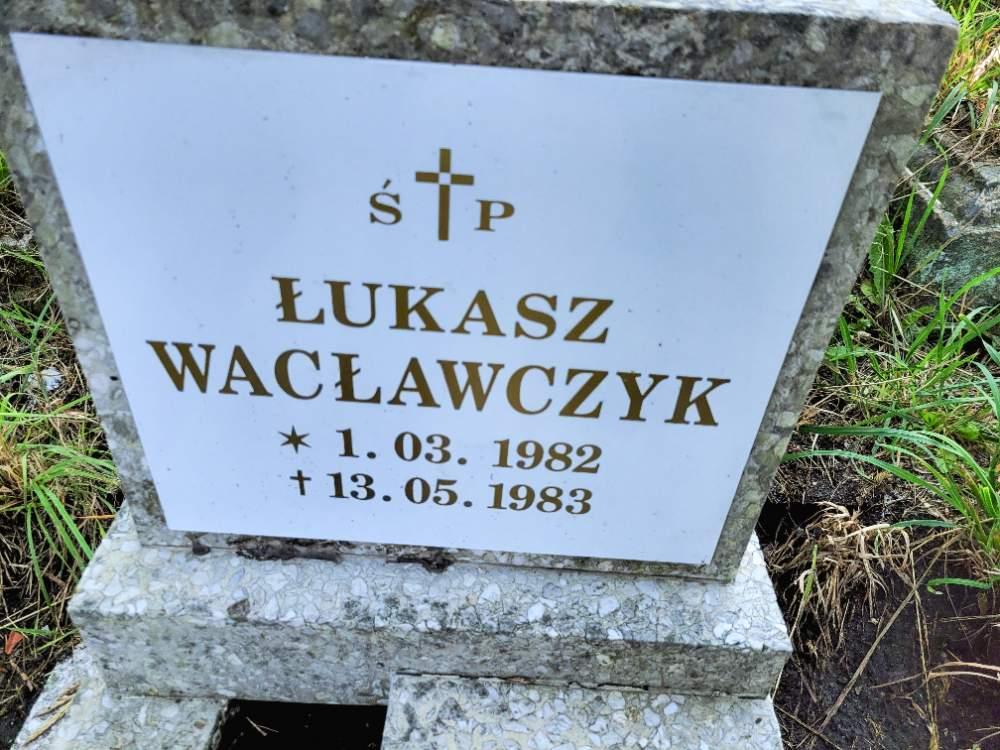 Ś P
ŁUKASZ
WACŁAWCZYK
✶ 1. 03. 1982
† 13. 05. 1983